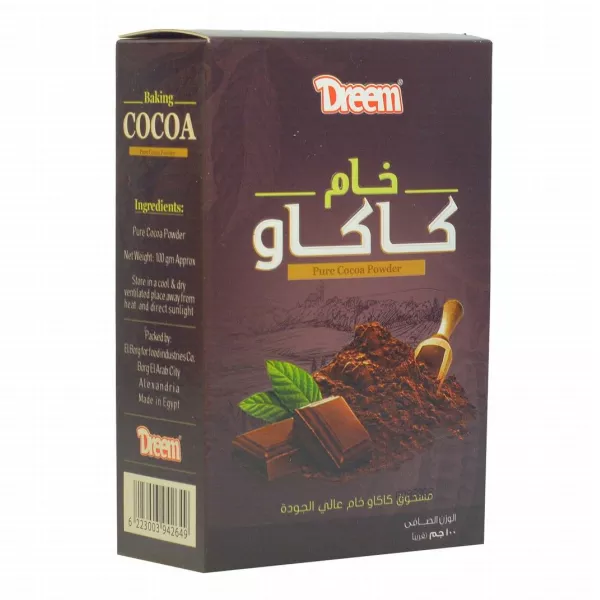 Baking
COCOA
Pure Cocoa Powder
Ingredients:
Pure Cocoa Powder
Net Weight: 100 gm Approx
Store in a cool & dry
ventilated place away from
heat and direct sunlight
Packed by:
El Borg for food industries Co.
Borg El Arab City
Alexandria
Made in Egypt
Dreem
6 223003 942649
Dreem®
خام
كاكاو
Pure Cocoa Powder
مسحوق كاكاو خام عالي الجودة
الوزن الصافى
١٠٠ جم تقريباً